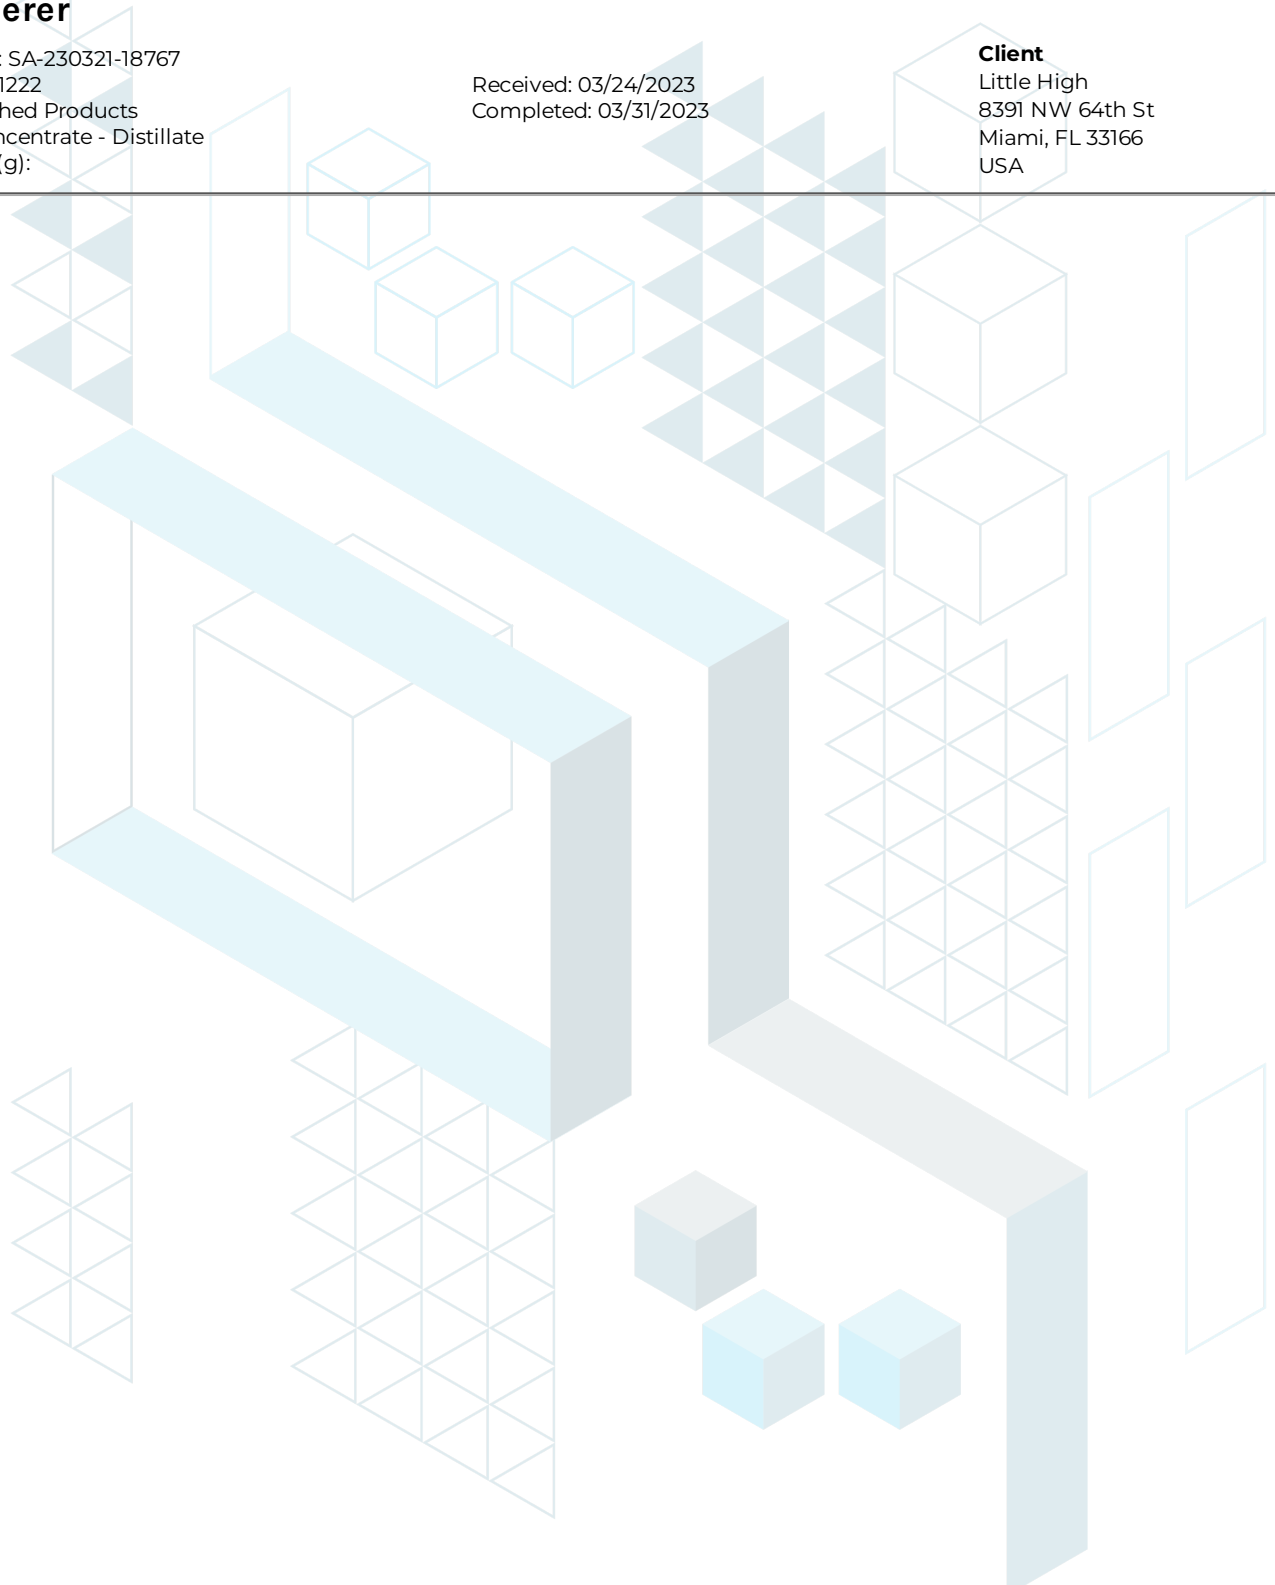 erer
: SA-230321-18767
1222
hed Products
ncentrate - Distillate
(g):
Received: 03/24/2023
Completed: 03/31/2023
Client
Little High
8391 NW 64th St
Miami, FL 33166
USA